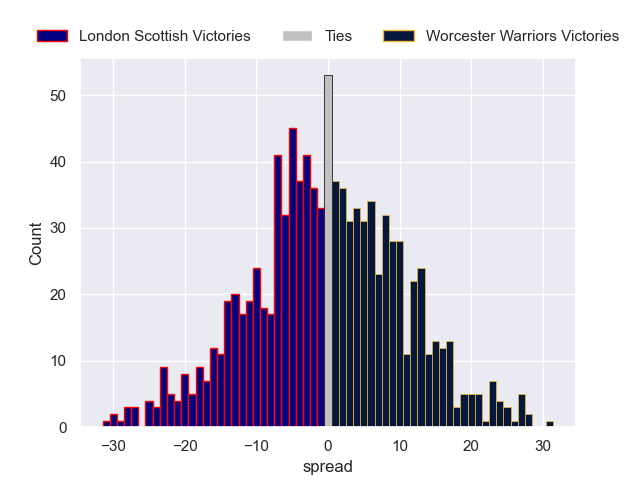 London Scottish Victories Ties Worcester Warriors Victories
50
40
30
20
10
0
Count
−30 −20 −10 0 10 20 30
spread